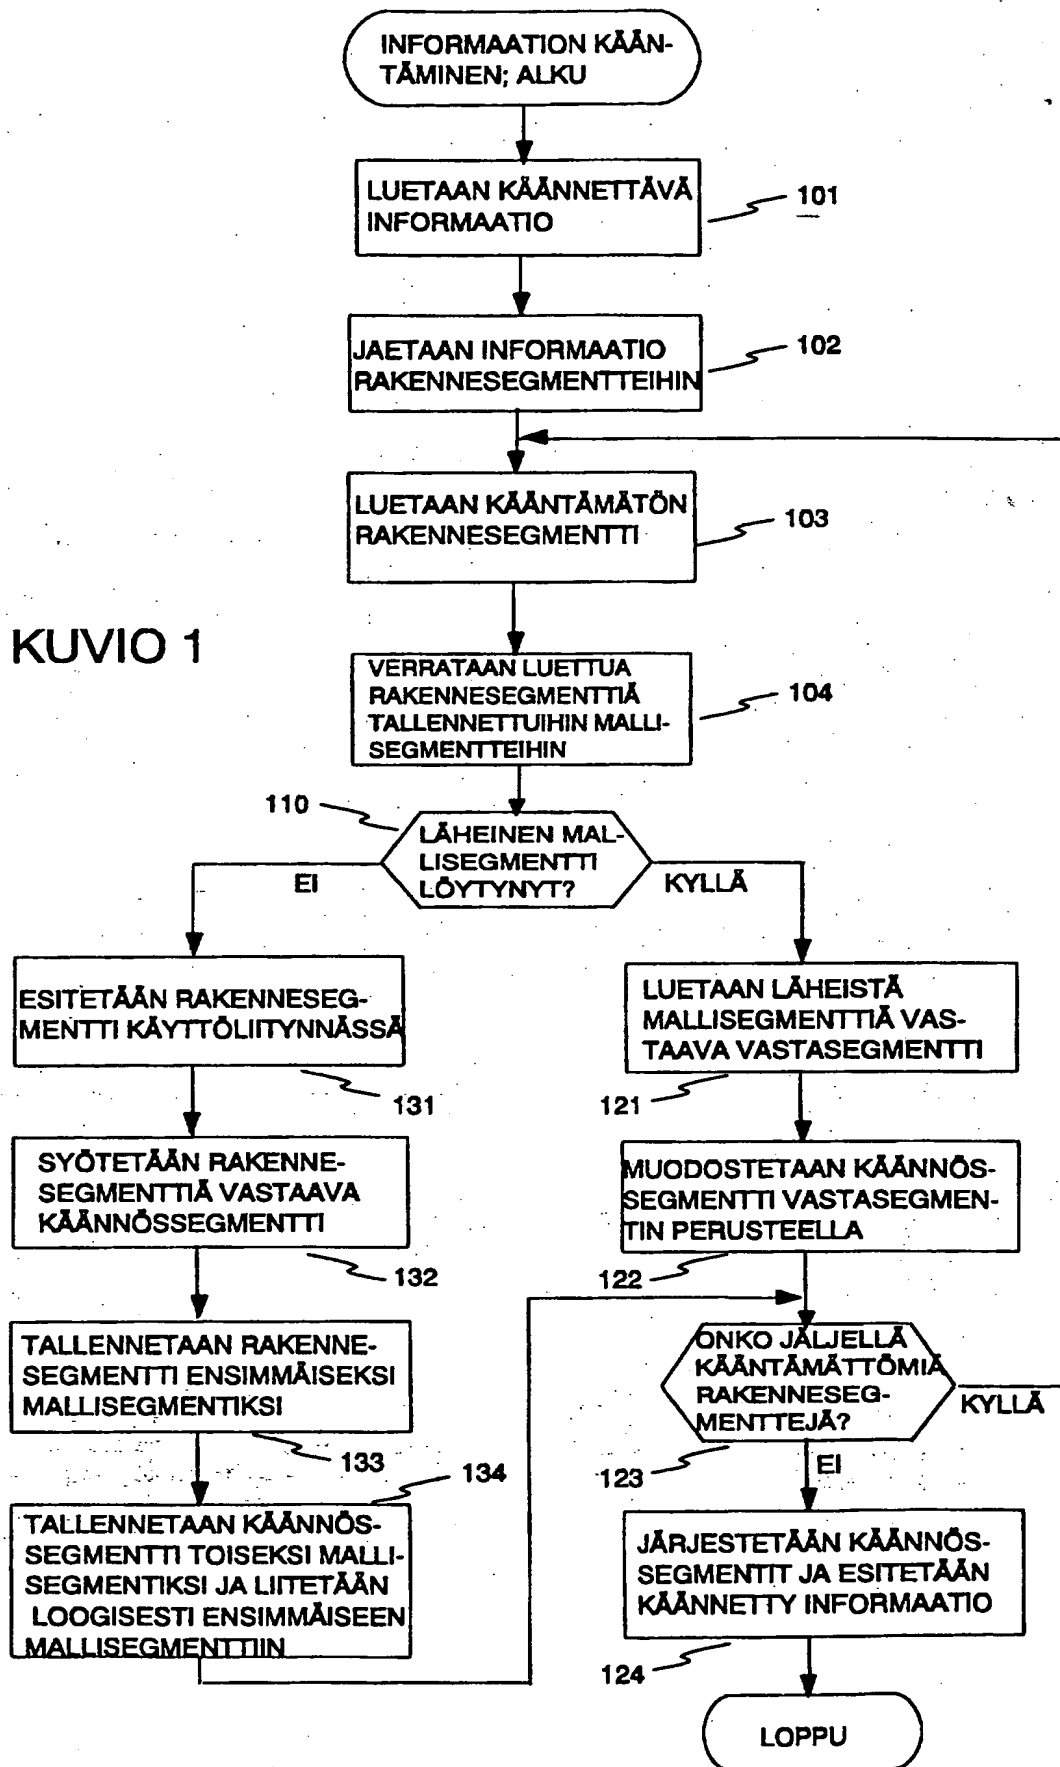 INFORMAATION KÄÄN-
TÄMINEN; ALKU
LUETAAN KÄÄNNETTÄVÄ
INFORMAATIO
101
JAETAAN INFORMAATIO
RAKENNESEGMENTTEIHIN
102
LUETAAN KÄÄNTÄMÄTÖN
RAKENNESEGMENTTI
103
KUVIO 1
VERRATAAN LUETTUA
RAKENNESEGMENTTIÄ
TALLENNETTUIHIN MALLI-
SEGMENTTEIHIN
104
110
LÄHEINEN MAL-
LISEGMENTTI
LÖYTYNYT?
EI
KYLLÄ
ESITETÄÄN RAKENNESEG-
MENTTI KÄYTTÖLIITYNNÄSSÄ
131
SYÖTETÄÄN RAKENNE-
SEGMENTTIÄ VASTAAVA
KÄÄNNÖSSEGMENTTI
132
TALLENNETAAN RAKENNE-
SEGMENTTI ENSIMMÄISEKSI
MALLISEGMENTIKSI
133
134
TALLENNETAAN KÄÄNNÖS-
SEGMENTTI TOISEKSI MALLI-
SEGMENTIKSI JA LIITETÄÄN
LOOGISESTI ENSIMMÄISEEN
MALLISEGMENTTIIN
LUETAAN LÄHEISTÄ
MALLISEGMENTTIÄ VAS-
TAAVA VASTASEGMENTTI
121
MUODOSTETAAN KÄÄNNÖS-
SEGMENTTI VASTASEGMEN-
TIN PERUSTEELLA
122
ONKO JÄLJELLÄ
KÄÄNTÄMÄTTÖMIÄ
RAKENNESEG-
MENTTEJÄ?
KYLLÄ
123
EI
JÄRJESTETÄÄN KÄÄNNÖS-
SEGMENTIT JA ESITETÄÄN
KÄÄNNETTY INFORMAATIO
124
LOPPU